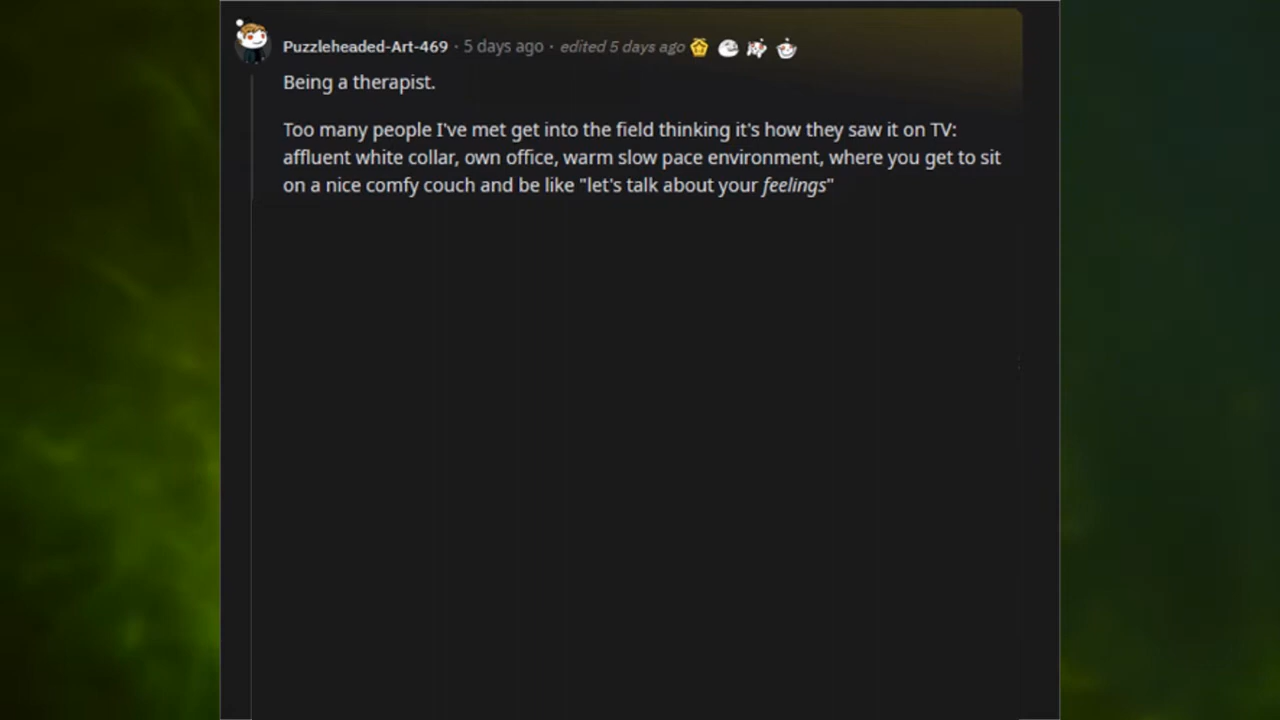 Puzzleheaded-Art-469 · 5 days ago · edited 5 days ago
Being a therapist.
Too many people I've met get into the field thinking it's how they saw it on TV:
affluent white collar, own office, warm slow pace environment, where you get to sit
on a nice comfy couch and be like "let's talk about your feelings"